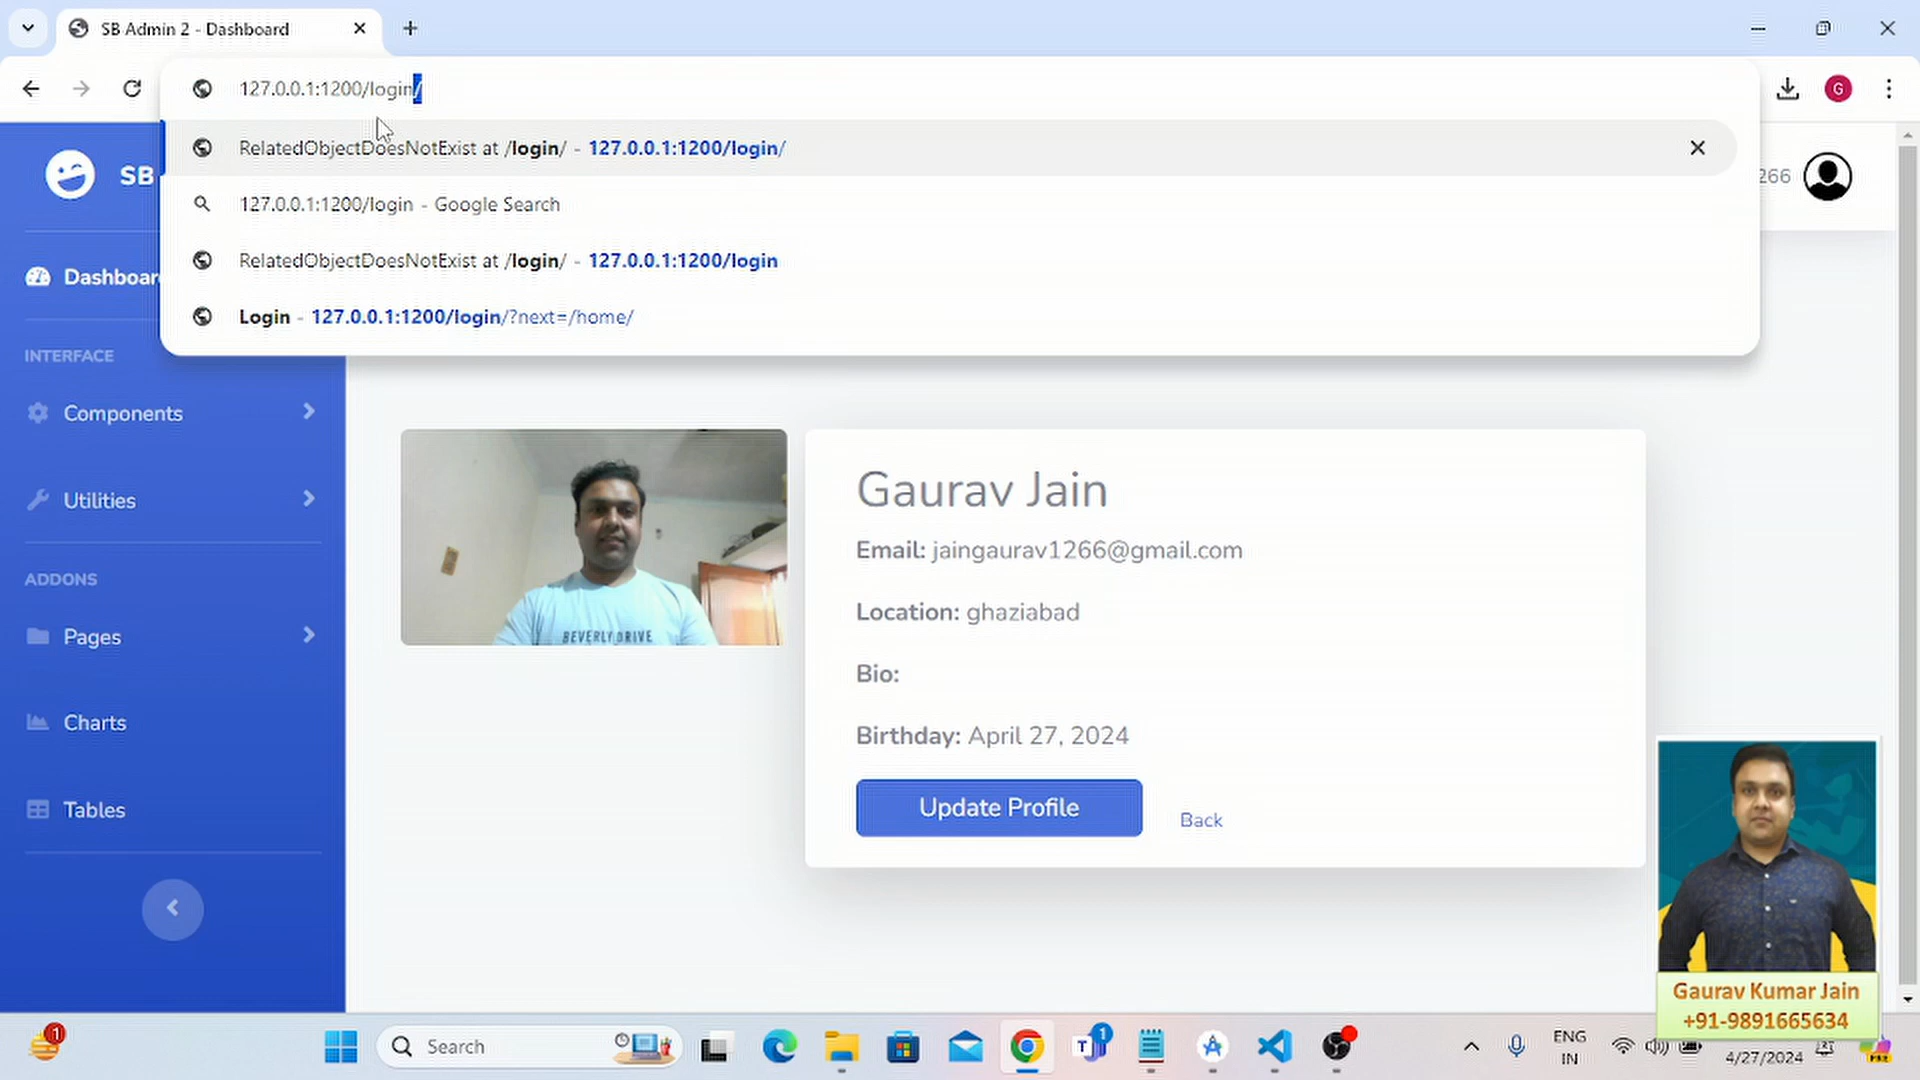 SB Admin 2 - Dashboard
127.0.0.1:1200/login/
G
RelatedObjectDoesNotExist at /login/ - 127.0.0.1:1200/login/
127.0.0.1:1200/login - Google Search
RelatedObjectDoesNotExist at /login/ - 127.0.0.1:1200/login
Login - 127.0.0.1:1200/login/?next=/home/
SB
266
Dashboar
INTERFACE
Components
Utilities
ADDONS
Pages
Charts
Tables
BEVERLY DRIVE
Gaurav Jain
Email: jaingaurav1266@gmail.com
Location: ghaziabad
Bio:
Birthday: April 27, 2024
Update Profile
Back
Gaurav Kumar Jain
+91-9891665634
1
Search
1
ENG
IN
4/27/2024
PRE